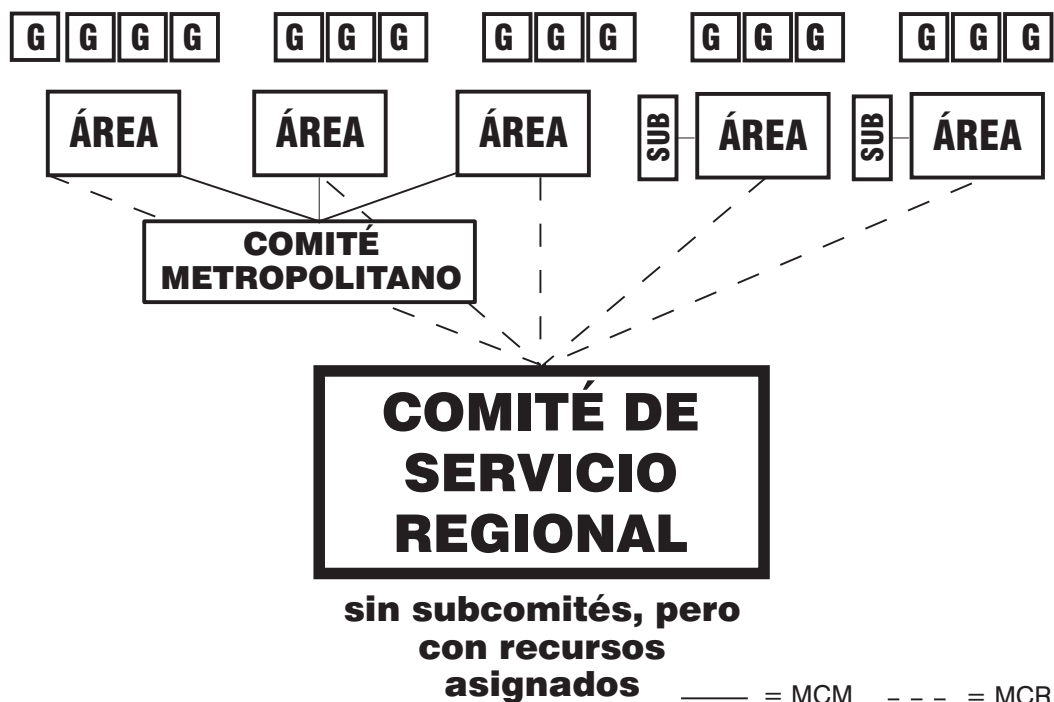 G G G G G G G G G G G G G G G G
ÁREA ÁREA ÁREA SUB ÁREA SUB ÁREA
COMITÉ
METROPOLITANO
COMITÉ DE
SERVICIO
REGIONAL
sin subcomités, pero
con recursos
asignados
= MCM = MCR